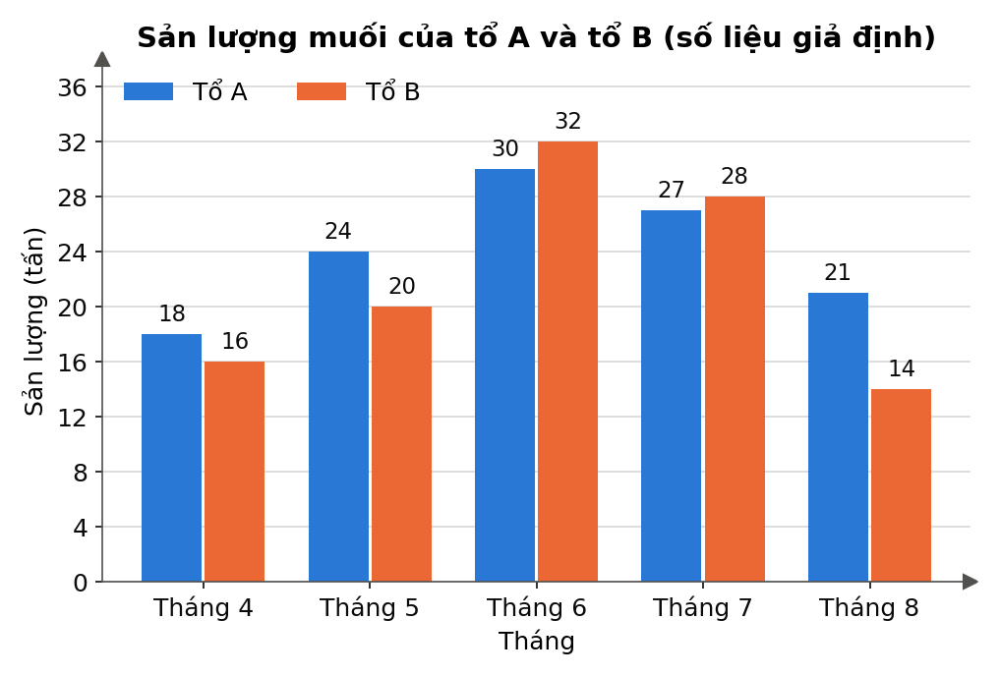 Sản lượng muối của tổ A và tổ B (số liệu giả định)
Tổ A
Tổ B
Sản lượng (tấn)
36
32
28
24
20
16
12
8
4
0
18
16
24
20
30
32
27
28
21
14
Tháng 4
Tháng 5
Tháng 6
Tháng 7
Tháng 8
Tháng